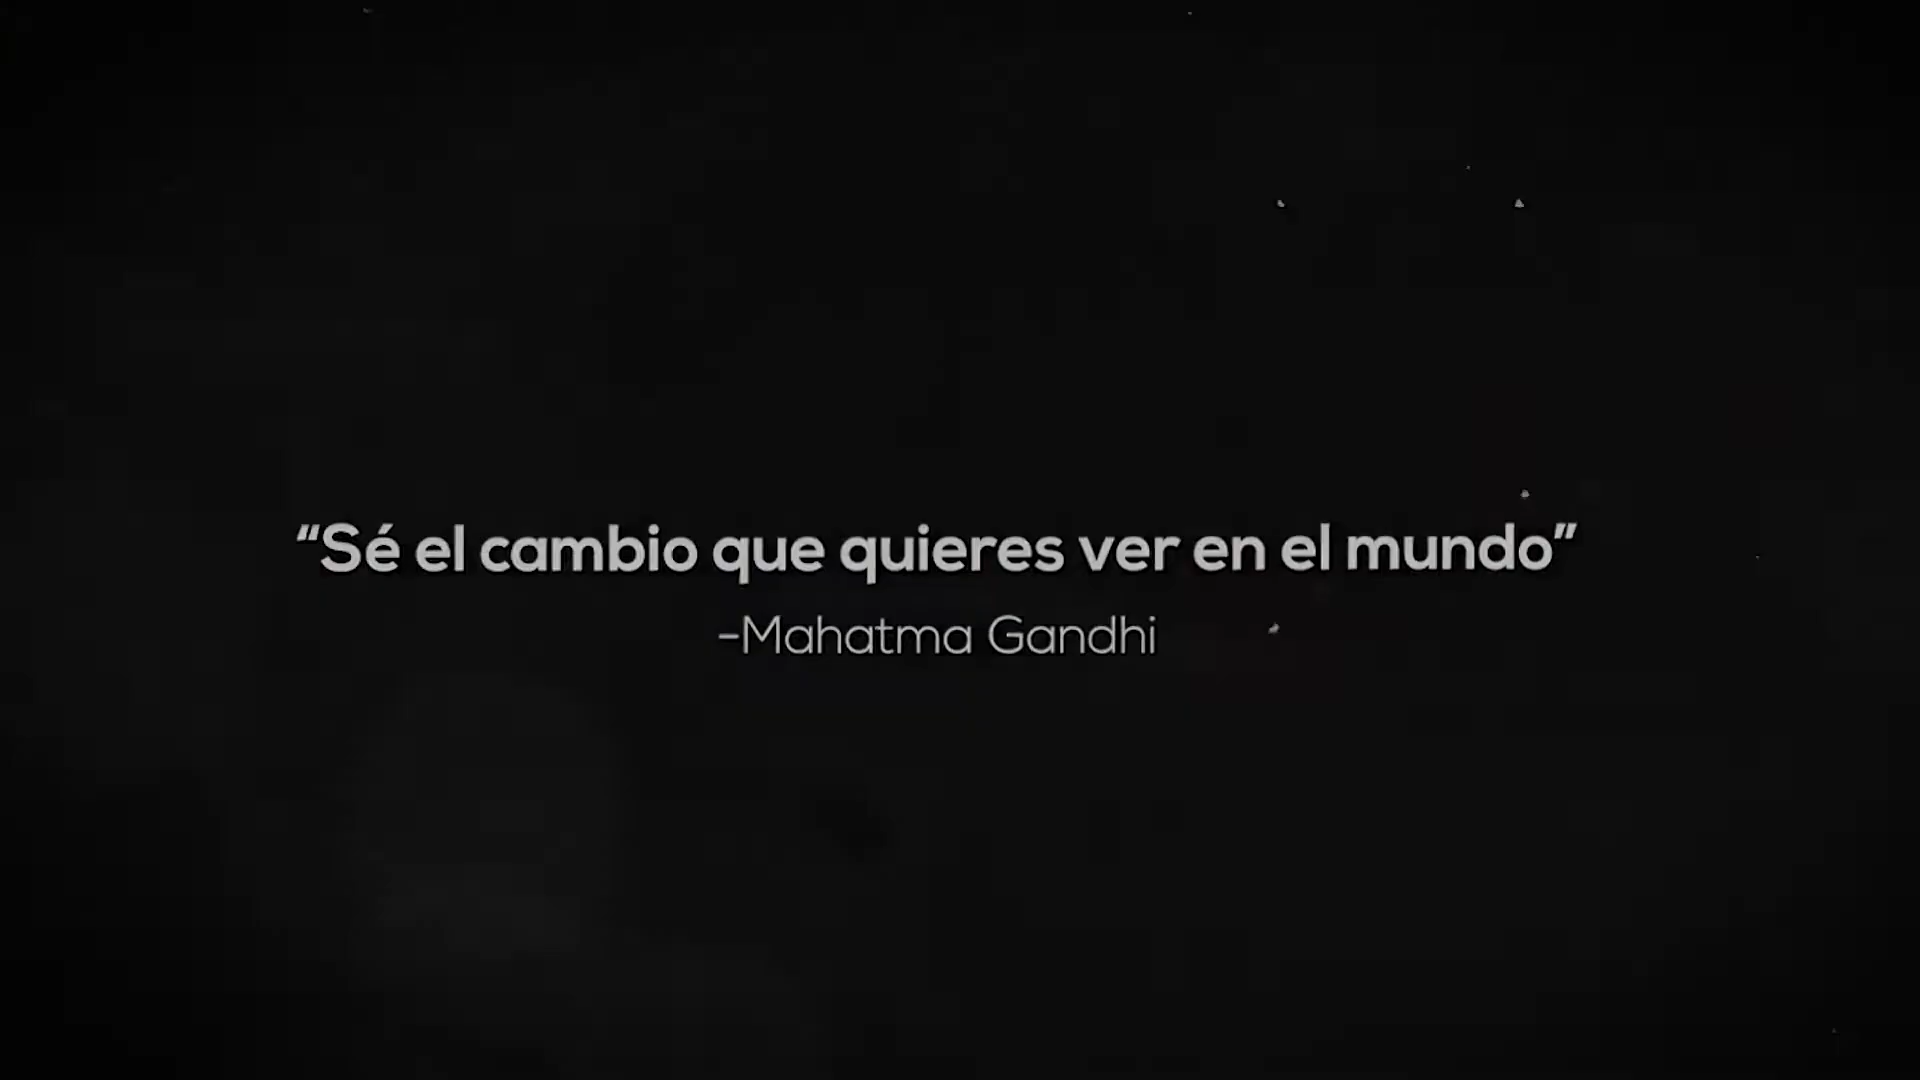 “Sé el cambio que quieres ver en el mundo”
-Mahatma Gandhi